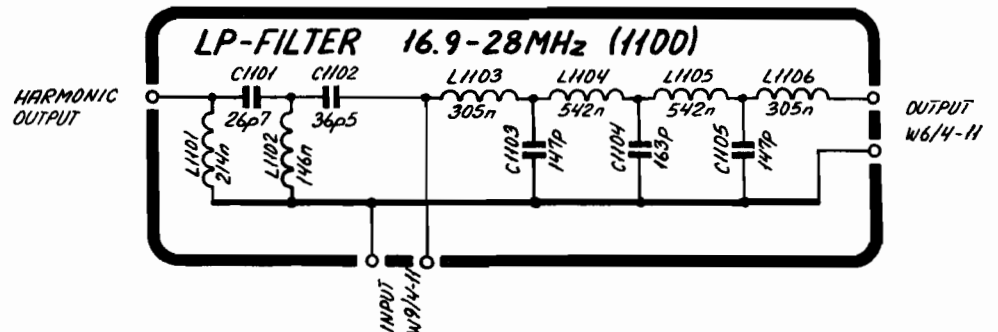 LP-FILTER 16.9-28MHz (1100)
HARMONIC
OUTPUT
C1101
26p7
C1102
36p5
L1101
214n
L1102
146n
L1103
305n
L1104
542n
L1105
542n
L1106
305n
C1103
147p
C1104
163p
C1105
147p
OUTPUT
W6/4-11
INPUT
W9/4-11